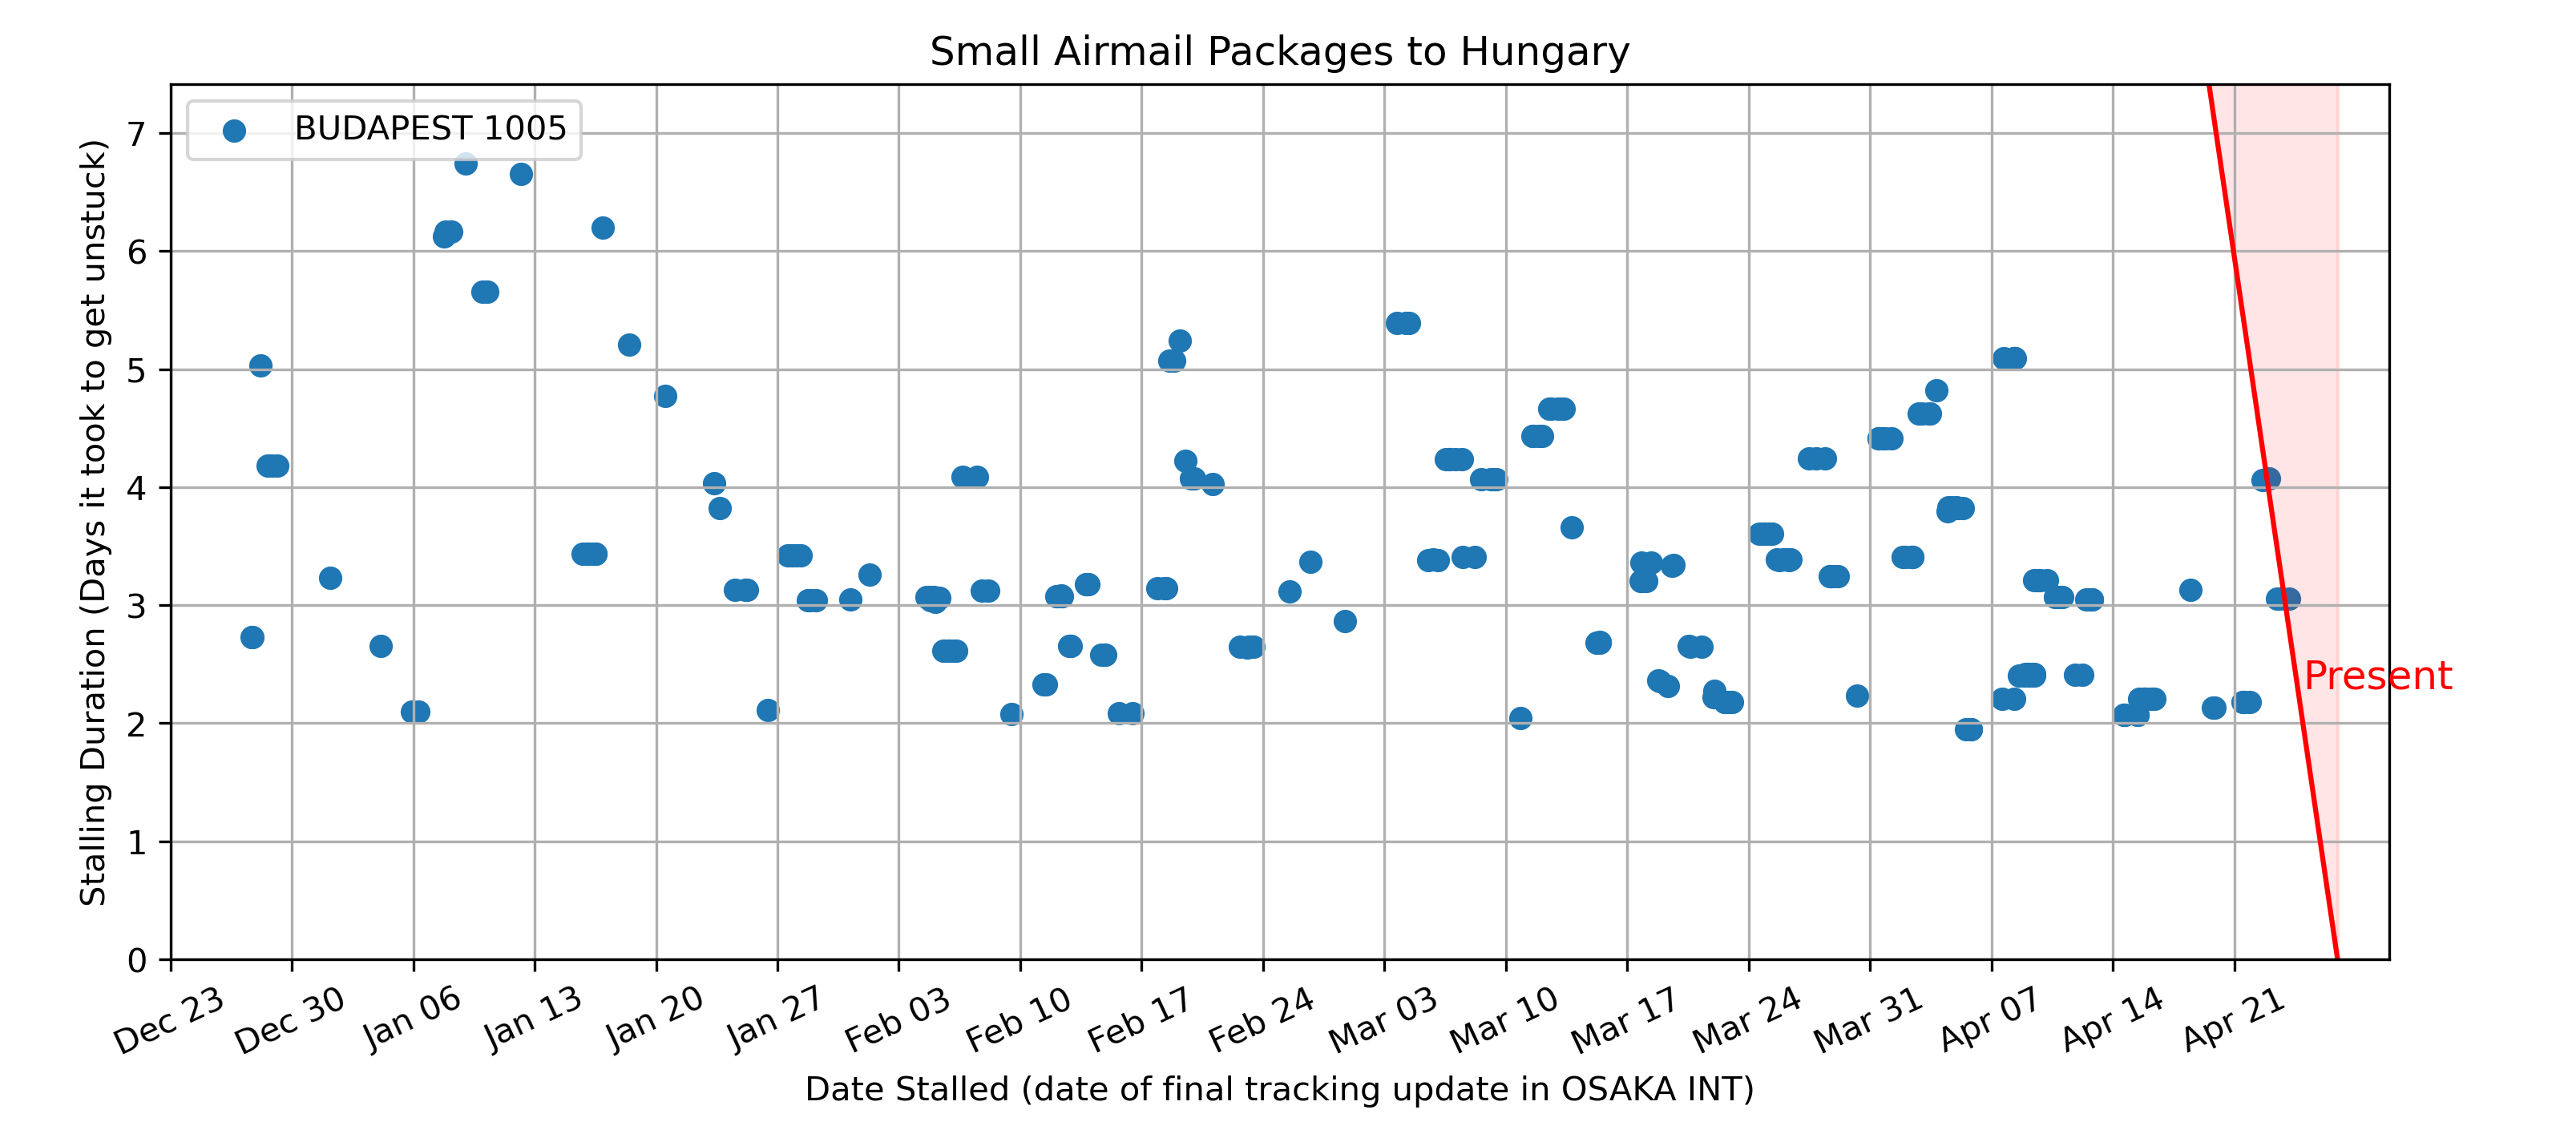 Small Airmail Packages to Hungary
BUDAPEST 1005
Stalling Duration (Days it took to get unstuck)
7
6
5
4
3
2
1
0
Present
Dec 23
Dec 30
Jan 06
Jan 13
Jan 20
Jan 27
Feb 03
Feb 10
Feb 17
Feb 24
Mar 03
Mar 10
Mar 17
Mar 24
Mar 31
Apr 07
Apr 14
Apr 21
Date Stalled (date of final tracking update in OSAKA INT)